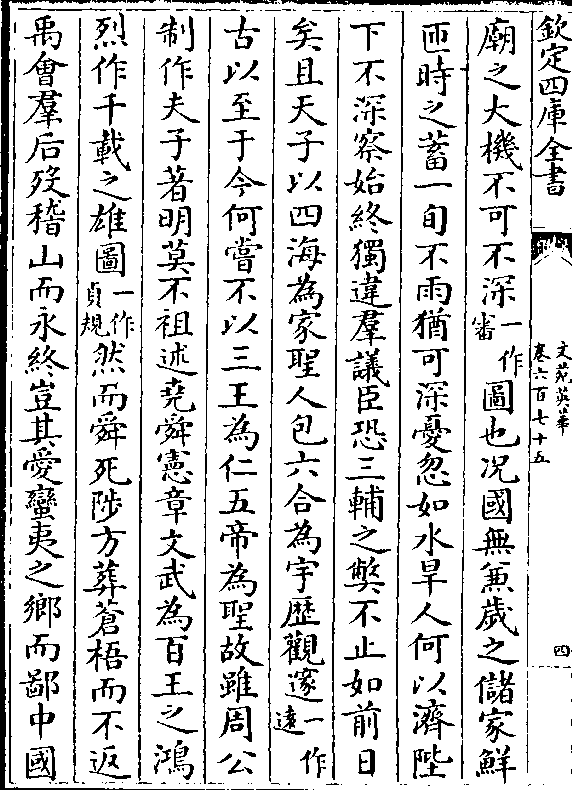 欽定四庫全書
文苑英華
卷六百七十五
四
廟之大機不可不深一作審圖也况國無兼歲之儲家鮮
匝時之蓄一旬不雨猶可深憂忽如水旱人何以濟陛
下不深察始終獨違羣議臣恐三輔之弊不止如前日
矣且天子以四海為家聖人包六合為宇歷觀邃一作遠
古以至于今何嘗不以三王為仁五帝為聖故雖周公
制作夫子著明莫不祖述堯舜憲章文武為百王之鴻
烈作千載之雄圖一作貞規然而舜死陟方葬蒼梧而不返
禹會羣后歿稽山而永終豈其愛蠻夷之鄉而鄙中國